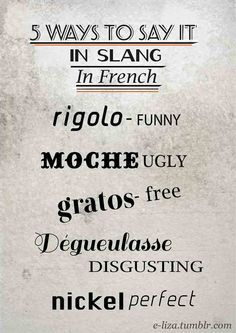 5 WAYS TO SAY IT
IN SLANG
In French
rigolo - FUNNY
MOCHE UGLY
gratos - free
Dégueulasse
DISGUSTING
nickel perfect
e-liza.tumblr.com